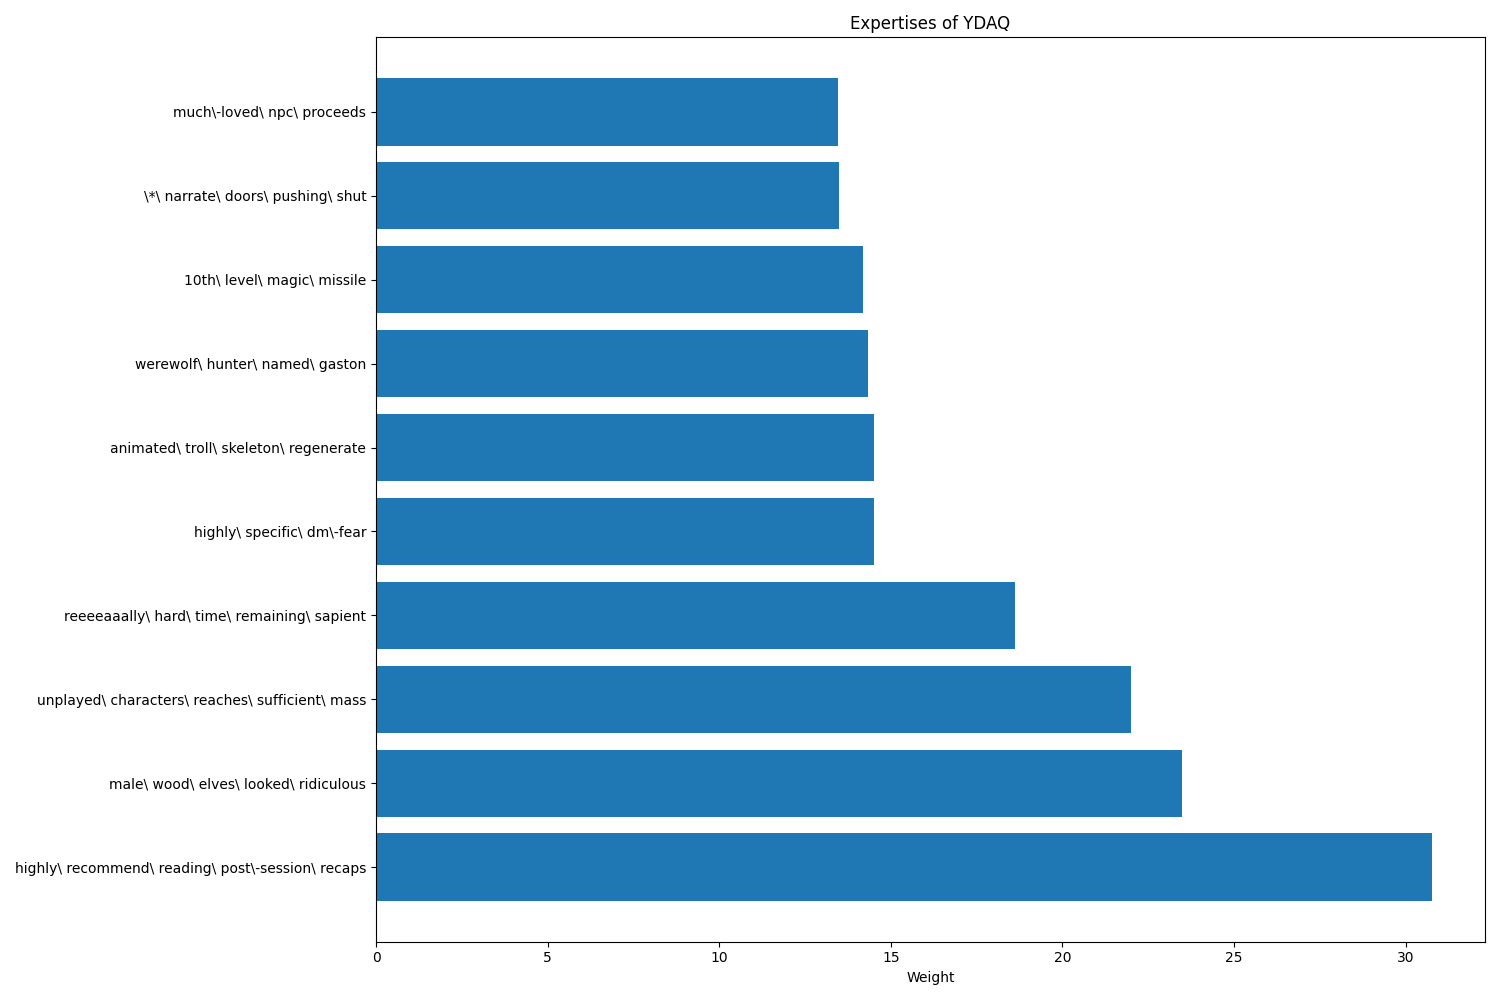 Expertises of YDAQ
much\-loved\ npc\ proceeds
\*\ narrate\ doors\ pushing\ shut
10th\ level\ magic\ missile
werewolf\ hunter\ named\ gaston
animated\ troll\ skeleton\ regenerate
highly\ specific\ dm\-fear
reeeeaaally\ hard\ time\ remaining\ sapient
unplayed\ characters\ reaches\ sufficient\ mass
male\ wood\ elves\ looked\ ridiculous
highly\ recommend\ reading\ post\-session\ recaps
0 5 10 15 20 25 30
Weight